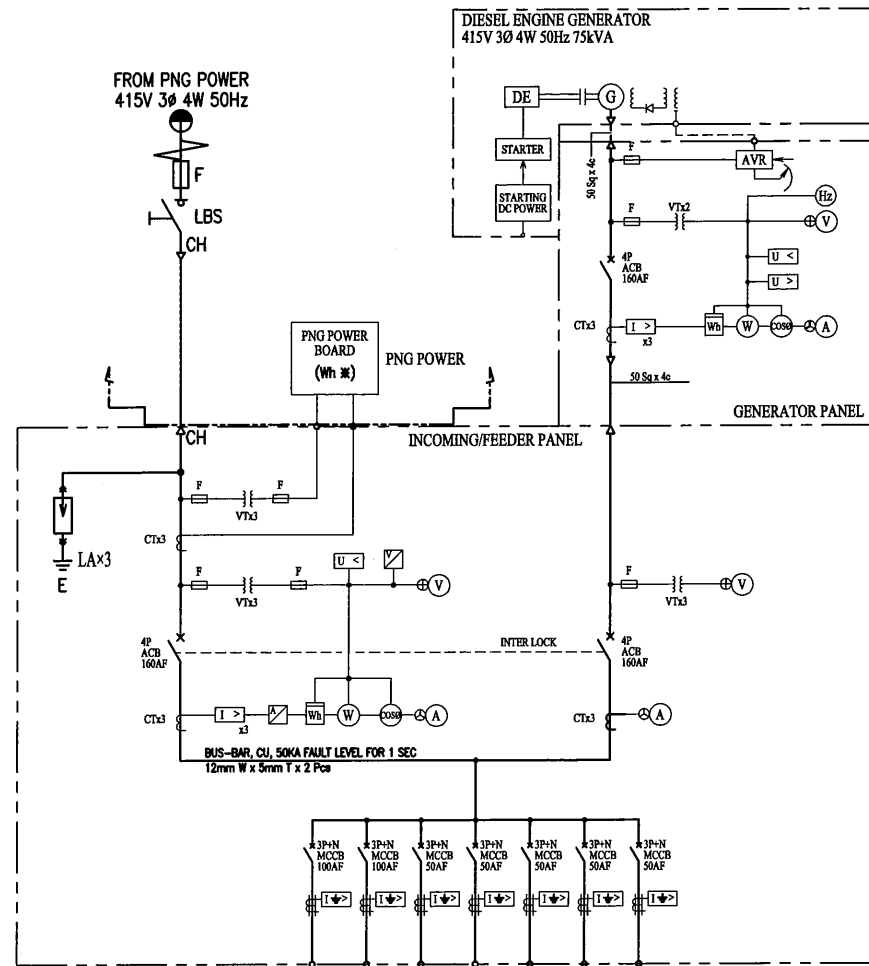 DIESEL ENGINE GENERATOR
415V 3Ø 4W 50Hz 75kVA
FROM PNG POWER
415V 3ø 4W 50Hz
F
LBS
CH
DE
G
STARTER
STARTING
DC POWER
50 Sq x 4c
F
AVR
Hz
F
VTx2
V
4P
ACB
160AF
U <
U >
CTx3
I >
x3
Wh
W
COSØ
A
50 Sq x 4c
GENERATOR PANEL
PNG POWER
BOARD
(Wh ※)
PNG POWER
CH
INCOMING/FEEDER PANEL
F
F
VTx3
LA×3
E
CTx3
U <
V
F
F
VTx3
V
F
VTx3
V
4P
ACB
160AF
INTER LOCK
4P
ACB
160AF
CTx3
I >
x3
A
Wh
W
COSØ
A
CTx3
A
BUS-BAR, CU, 50KA FAULT LEVEL FOR 1 SEC
12mm W x 5mm T x 2 Pcs
3P+N
MCCB
100AF
3P+N
MCCB
100AF
3P+N
MCCB
50AF
3P+N
MCCB
50AF
3P+N
MCCB
50AF
3P+N
MCCB
50AF
3P+N
MCCB
50AF
I ⏚>
I ⏚>
I ⏚>
I ⏚>
I ⏚>
I ⏚>
I ⏚>